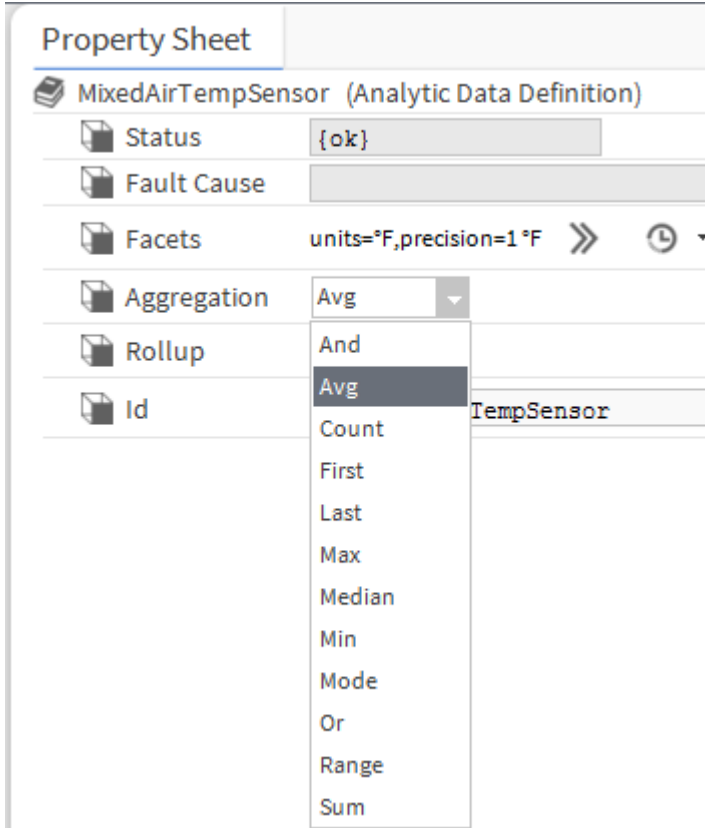 Property Sheet
MixedAirTempSensor (Analytic Data Definition)
Status {ok}
Fault Cause
Facets units=°F,precision=1 °F
Aggregation Avg
Rollup
Id TempSensor
And
Avg
Count
First
Last
Max
Median
Min
Mode
Or
Range
Sum